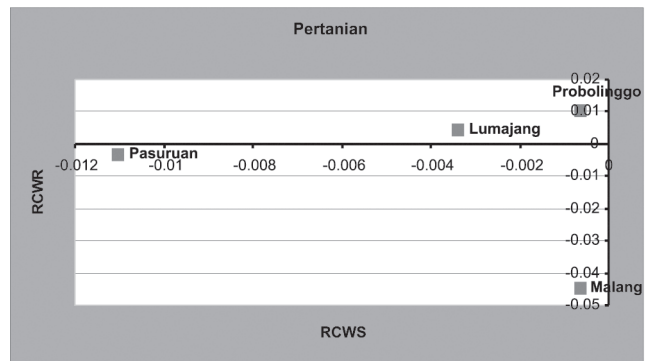 Pertanian
0.02
Probolinggo
0.01
Lumajang
0
Pasuruan
-0.012 -0.01 -0.008 -0.006 -0.004 -0.002 0
-0.01
RCWR
-0.02
-0.03
-0.04
Malang
-0.05
RCWS